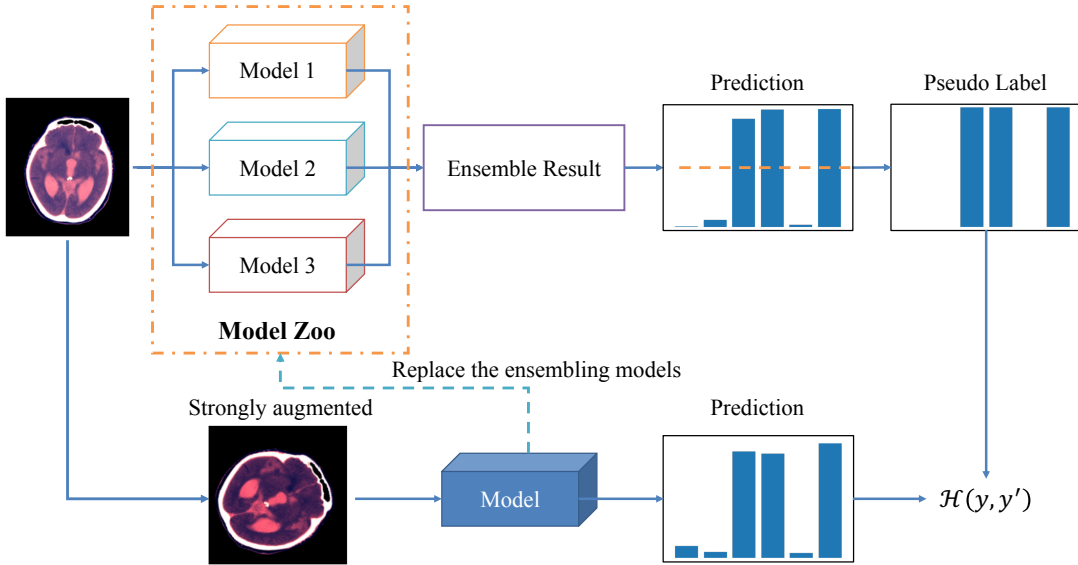 Model 1
Model 2
Model 3
Model Zoo
Ensemble Result
Prediction
Pseudo Label
Replace the ensembling models
Strongly augmented
Model
Prediction
ℋ(y, y′)